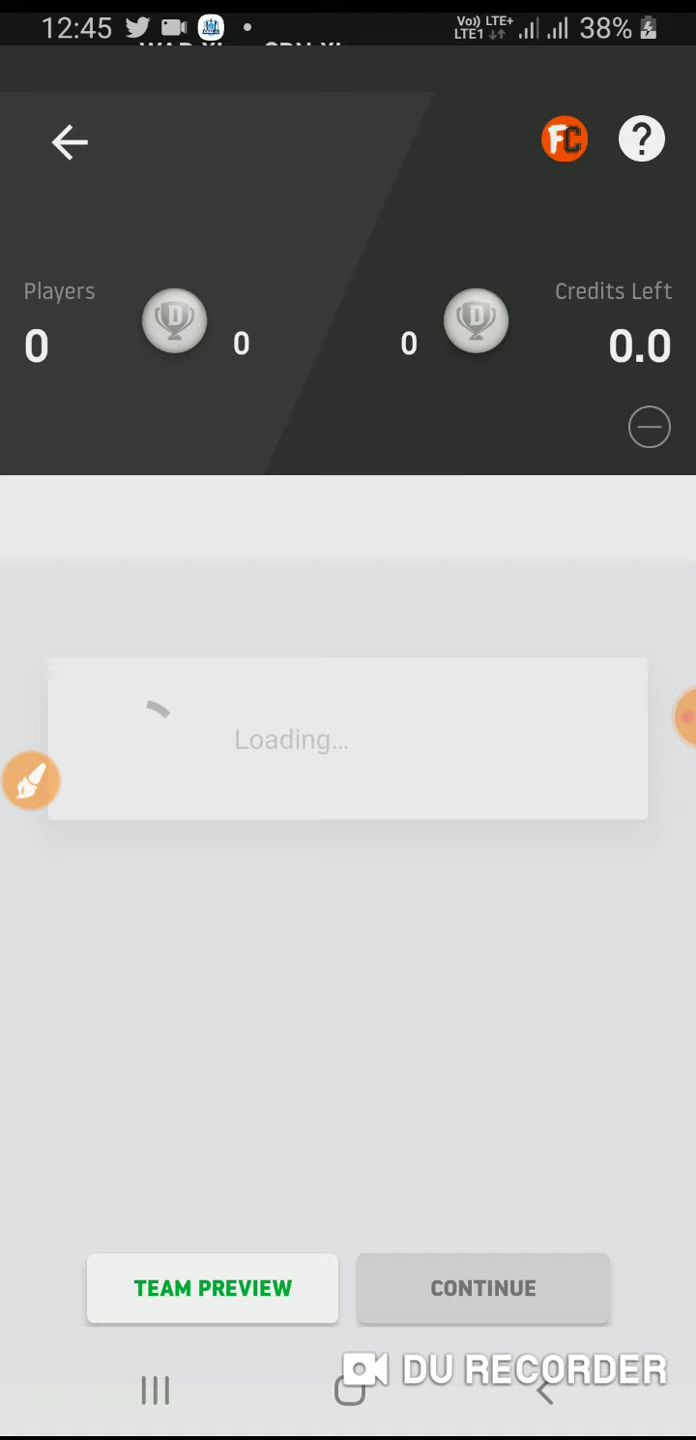 12:45
Vo)) LTE+
LTE1
38%
FC
?
Players
Credits Left
D
D
0
0
0
0.0
Loading...
TEAM PREVIEW
CONTINUE
DU RECORDER